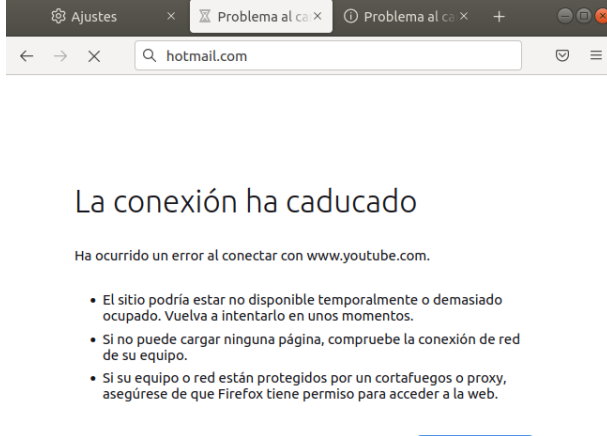 Ajustes
Problema al ca
Problema al ca
hotmail.com
La conexión ha caducado
Ha ocurrido un error al conectar con www.youtube.com.
El sitio podría estar no disponible temporalmente o demasiado
ocupado. Vuelva a intentarlo en unos momentos.
Si no puede cargar ninguna página, compruebe la conexión de red
de su equipo.
Si su equipo o red están protegidos por un cortafuegos o proxy,
asegúrese de que Firefox tiene permiso para acceder a la web.